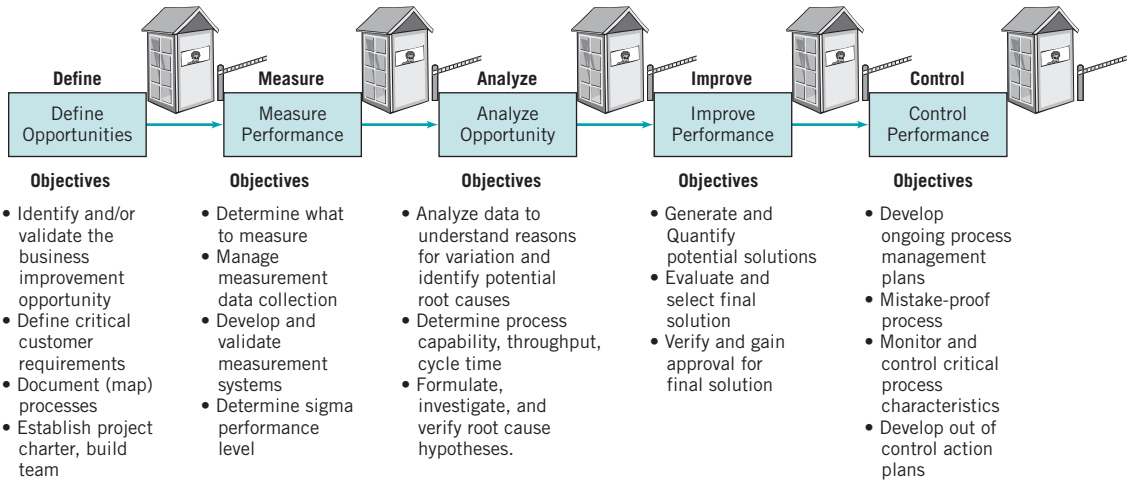 Define
Measure
Analyze
Improve
Control
Define
Opportunities
Measure
Performance
Analyze
Opportunity
Improve
Performance
Control
Performance
Objectives
• Identify and/or
validate the
business
improvement
opportunity
• Define critical
customer
requirements
• Document (map)
processes
• Establish project
charter, build
team
Objectives
• Determine what
to measure
• Manage
measurement
data collection
• Develop and
validate
measurement
systems
• Determine sigma
performance
level
Objectives
• Analyze data to
understand reasons
for variation and
identify potential
root causes
• Determine process
capability, throughput,
cycle time
• Formulate,
investigate, and
verify root cause
hypotheses.
Objectives
• Generate and
Quantify
potential solutions
• Evaluate and
select final
solution
• Verify and gain
approval for
final solution
Objectives
• Develop
ongoing process
management
plans
• Mistake-proof
process
• Monitor and
control critical
process
characteristics
• Develop out of
control action
plans